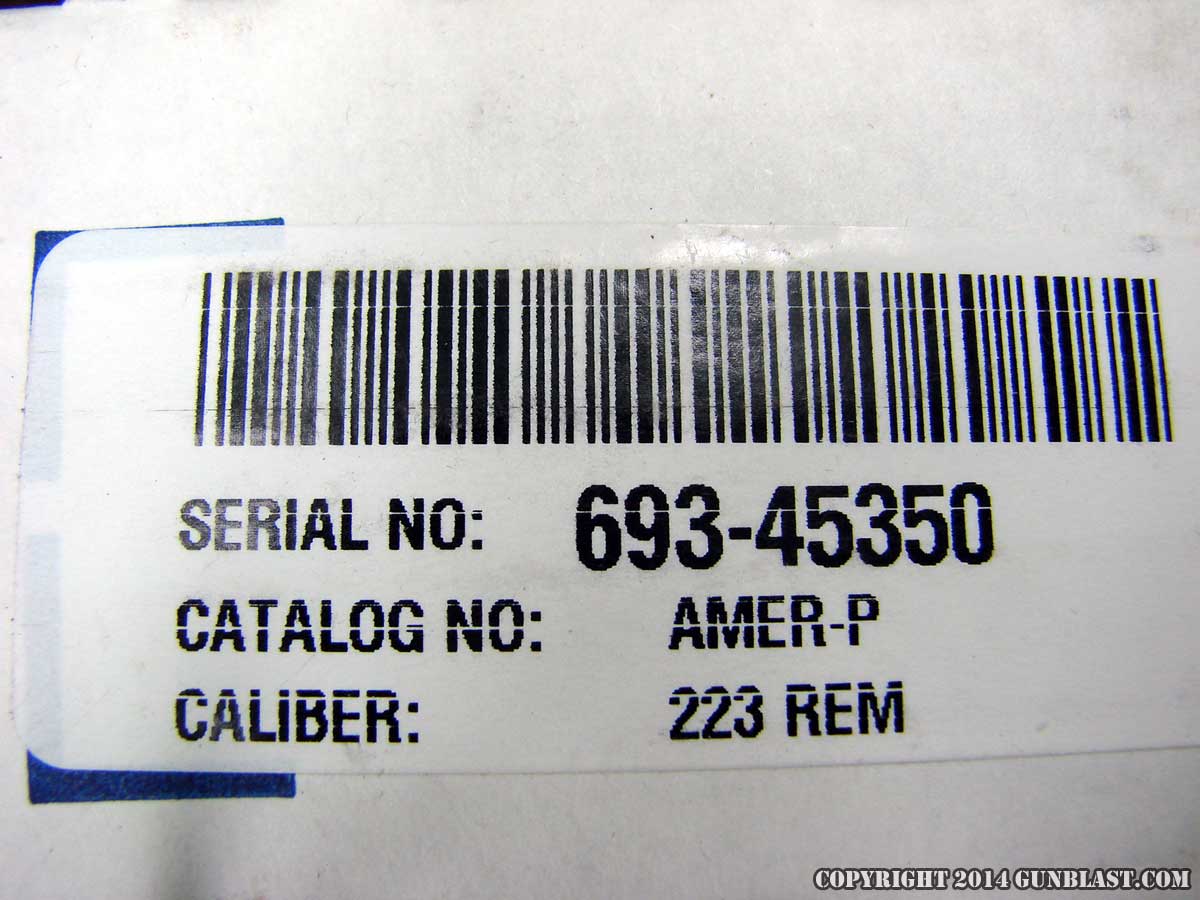 SERIAL NO: 693-45350
CATALOG NO: AMER-P
CALIBER: 223 REM
COPYRIGHT 2014 GUNBLAST.COM